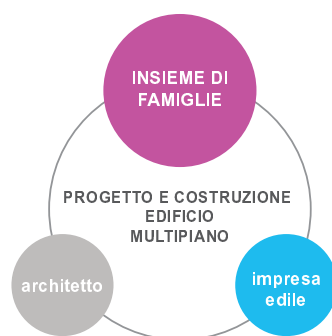 INSIEME DI
FAMIGLIE
PROGETTO E COSTRUZIONE
EDIFICIO
MULTIPIANO
architetto
impresa
edile